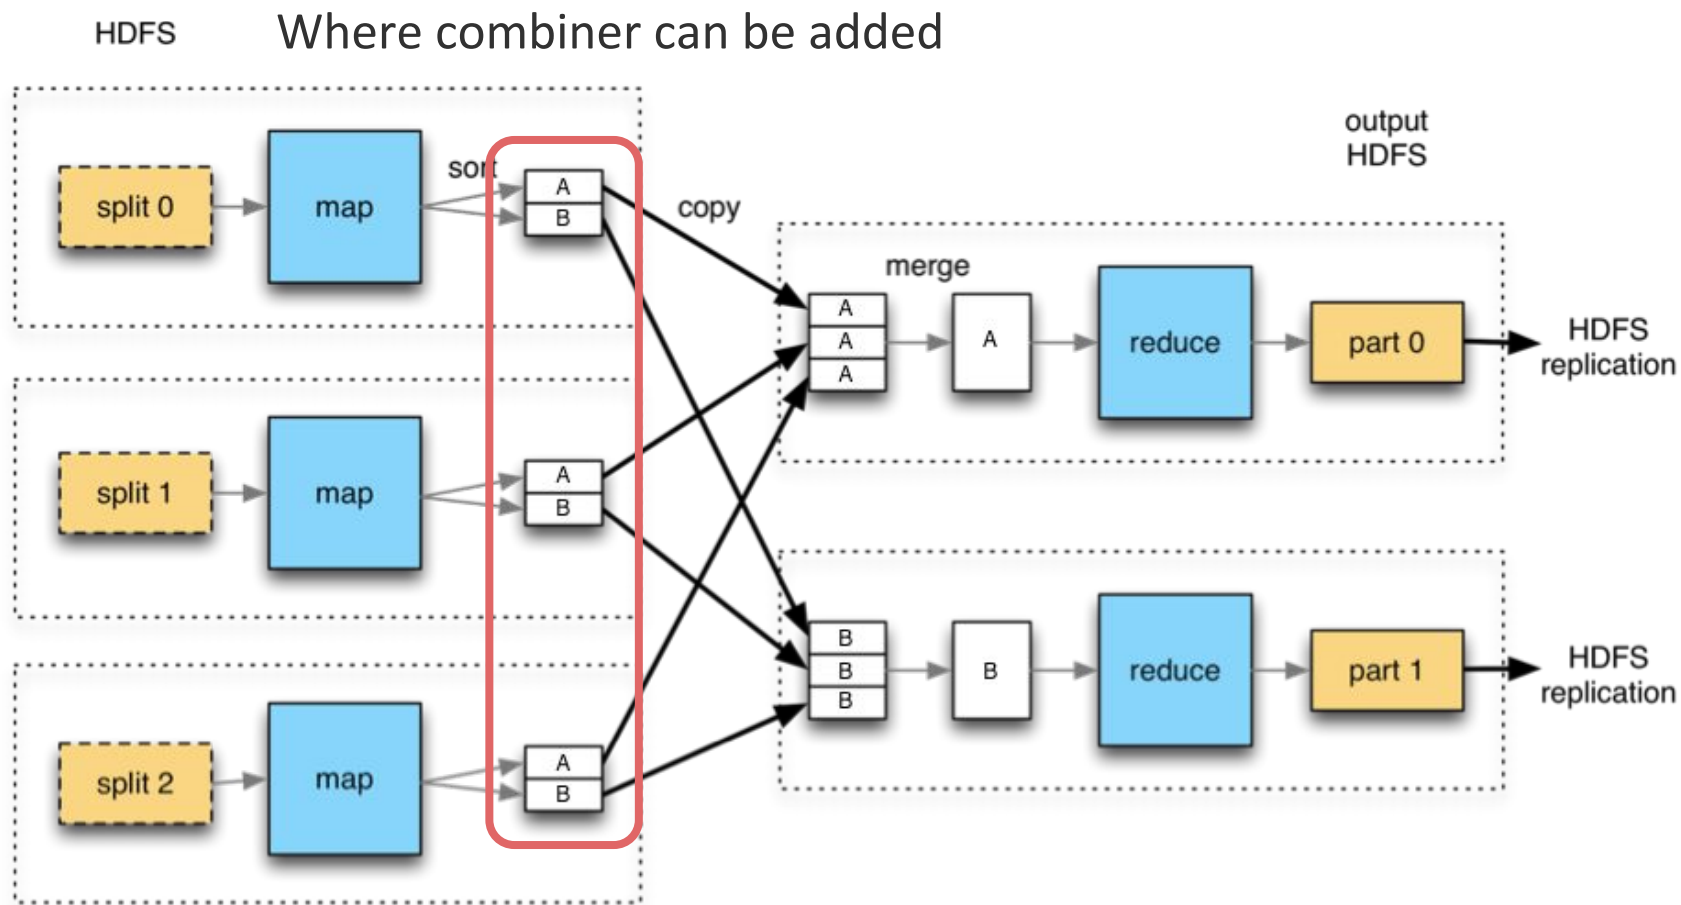 HDFS
Where combiner can be added
split 0
map
sort
A
B
copy
split 1
map
A
B
split 2
map
A
B
output
HDFS
merge
A
A
A
A
reduce
part 0
HDFS
replication
B
B
B
B
reduce
part 1
HDFS
replication